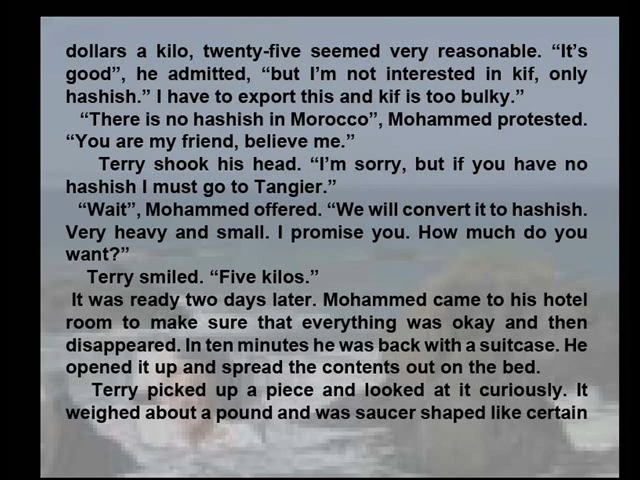 dollars a kilo, twenty-five seemed very reasonable. “It’s
good”, he admitted, “but I’m not interested in kif, only
hashish.” I have to export this and kif is too bulky.”
“There is no hashish in Morocco”, Mohammed protested.
“You are my friend, believe me.”
Terry shook his head. “I’m sorry, but if you have no
hashish I must go to Tangier.”
“Wait”, Mohammed offered. “We will convert it to hashish.
Very heavy and small. I promise you. How much do you
want?”
Terry smiled. “Five kilos.”
It was ready two days later. Mohammed came to his hotel
room to make sure that everything was okay and then
disappeared. In ten minutes he was back with a suitcase. He
opened it up and spread the contents out on the bed.
Terry picked up a piece and looked at it curiously. It
weighed about a pound and was saucer shaped like certain